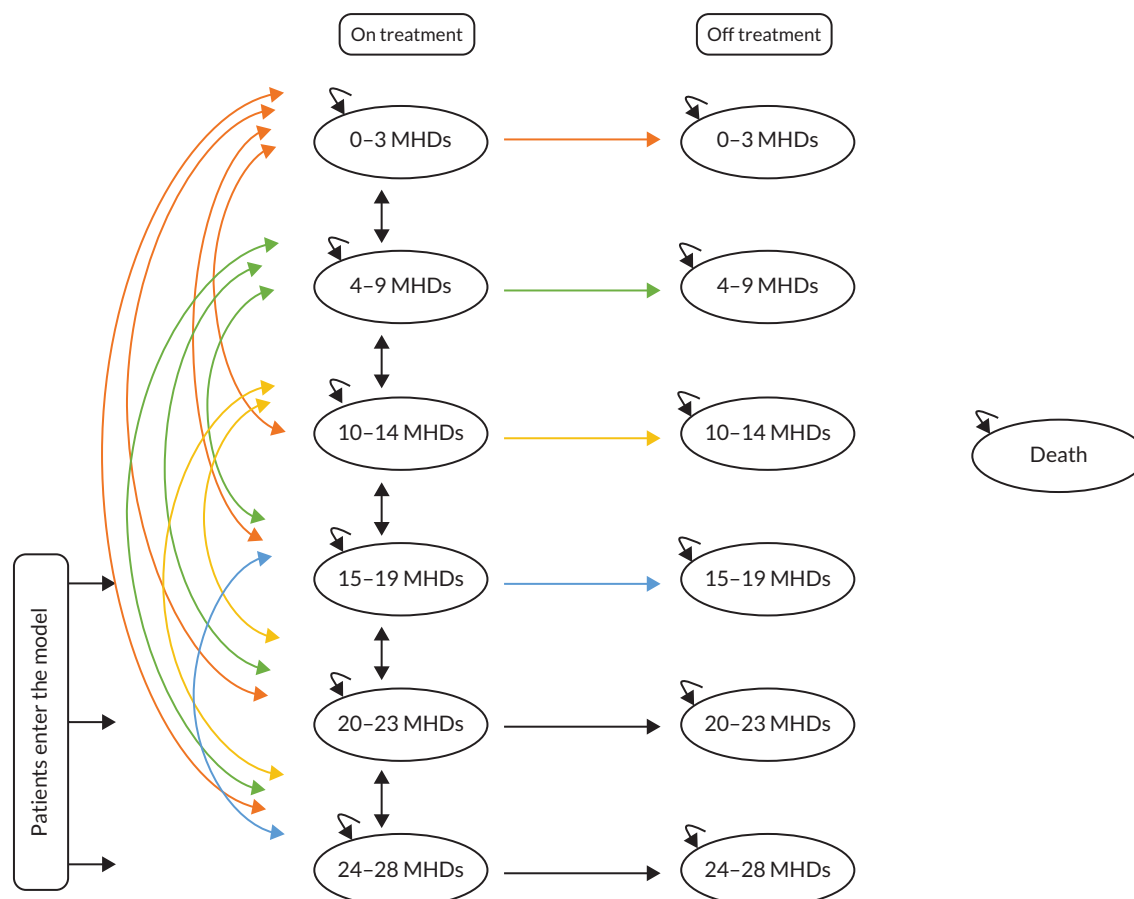 On treatment
Off treatment
0–3 MHDs
0–3 MHDs
4–9 MHDs
4–9 MHDs
10–14 MHDs
10–14 MHDs
Death
15–19 MHDs
15–19 MHDs
Patients enter the model
20–23 MHDs
20–23 MHDs
24–28 MHDs
24–28 MHDs